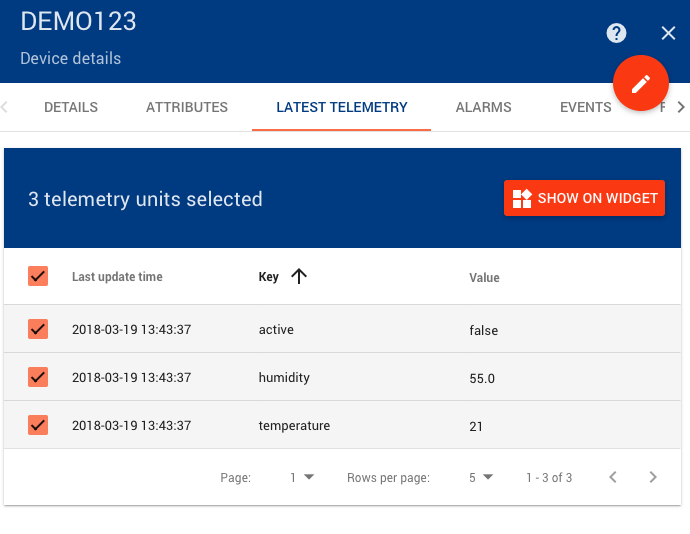 DEMO123
Device details
DETAILS ATTRIBUTES LATEST TELEMETRY ALARMS EVENTS
3 telemetry units selected SHOW ON WIDGET
Last update time Key Value
2018-03-19 13:43:37 active false
2018-03-19 13:43:37 humidity 55.0
2018-03-19 13:43:37 temperature 21
Page: 1 Rows per page: 5 1 - 3 of 3